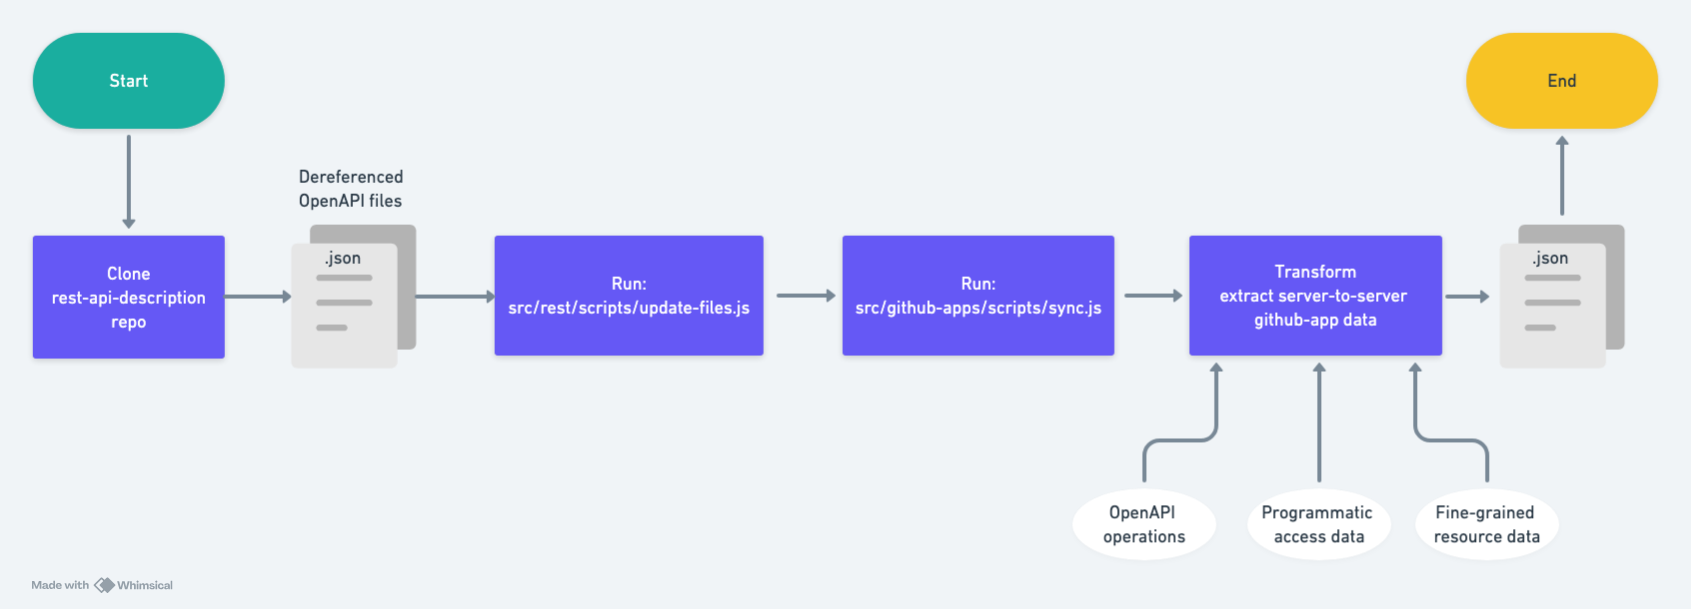 Start
End
Dereferenced
OpenAPI files
.json
Clone
rest-api-description
repo
Run:
src/rest/scripts/update-files.js
Run:
src/github-apps/scripts/sync.js
Transform
extract server-to-server
github-app data
.json
OpenAPI
operations
Programmatic
access data
Fine-grained
resource data
Made with Whimsical